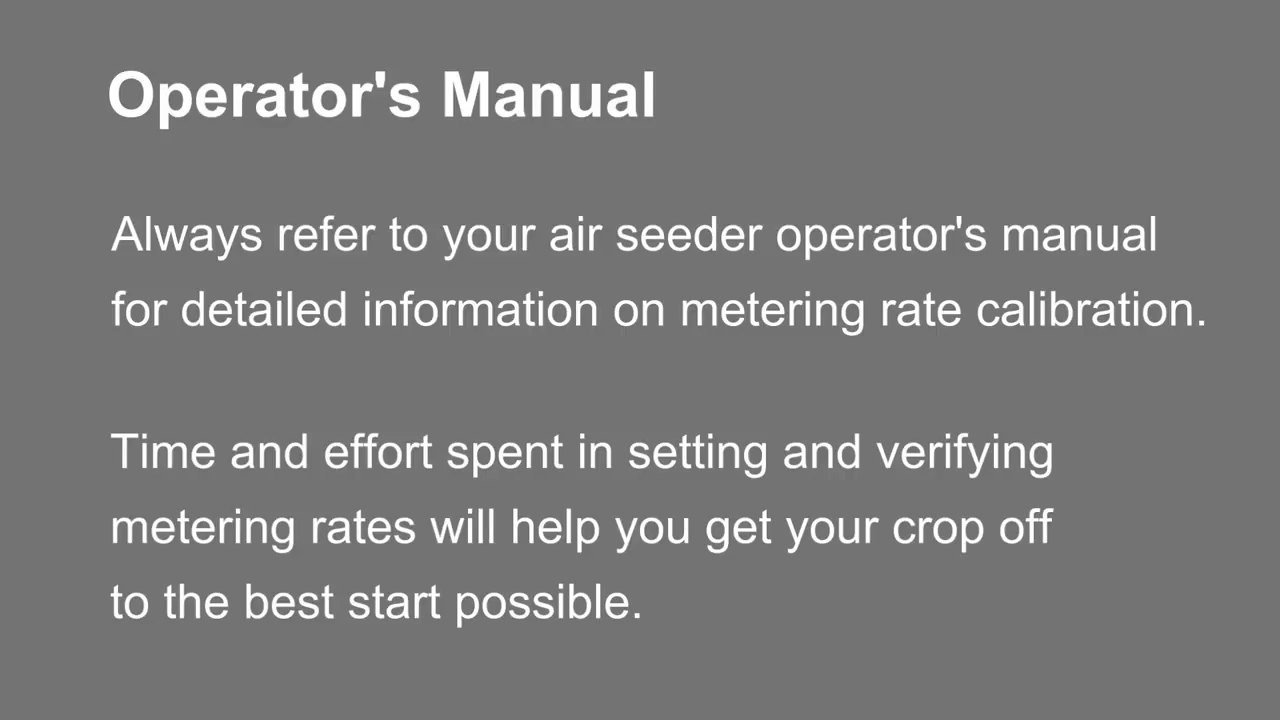 Operator's Manual
Always refer to your air seeder operator's manual
for detailed information on metering rate calibration.
Time and effort spent in setting and verifying
metering rates will help you get your crop off
to the best start possible.